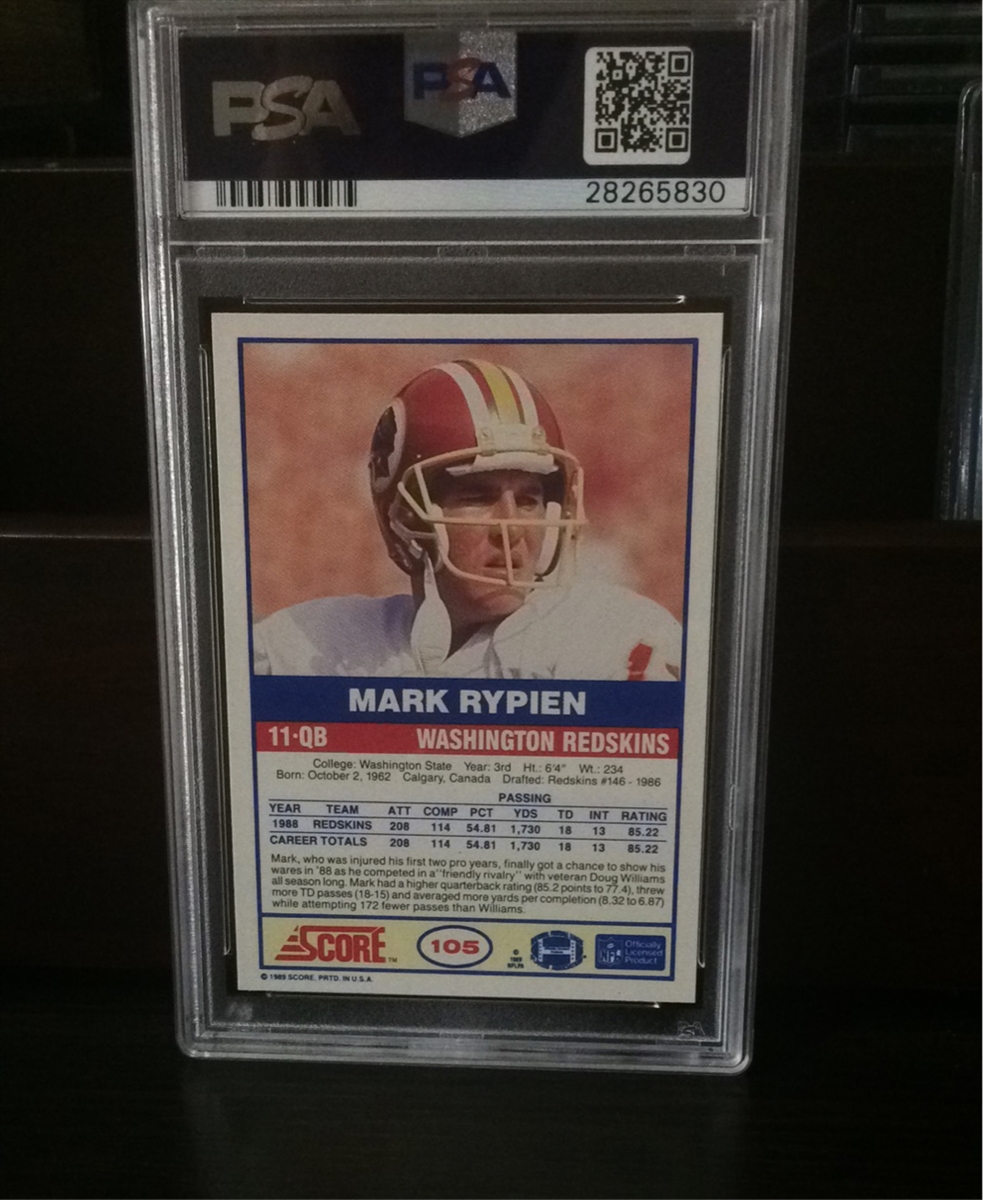 PSA
PSA
28265830
MARK RYPIEN
11·QB WASHINGTON REDSKINS
College: Washington State Year: 3rd Ht.: 6'4" Wt.: 234
Born: October 2, 1962 Calgary, Canada Drafted: Redskins #146 - 1986
PASSING
YEAR TEAM ATT COMP PCT YDS TD INT RATING
1988 REDSKINS 208 114 54.81 1,730 18 13 85.22
CAREER TOTALS 208 114 54.81 1,730 18 13 85.22
Mark, who was injured his first two pro years, finally got a chance to show his
wares in '88 as he competed in a "friendly rivalry" with veteran Doug Williams
all season long. Mark had a higher quarterback rating (85.2 points to 77.4), threw
more TD passes (18-15) and averaged more yards per completion (8.32 to 6.87)
while attempting 172 fewer passes than Williams.
SCORE™ 105 © 1989 NFLPA NFL Officially
Licensed
Product
© 1989 SCORE, PRTD. IN U.S.A.
PSA